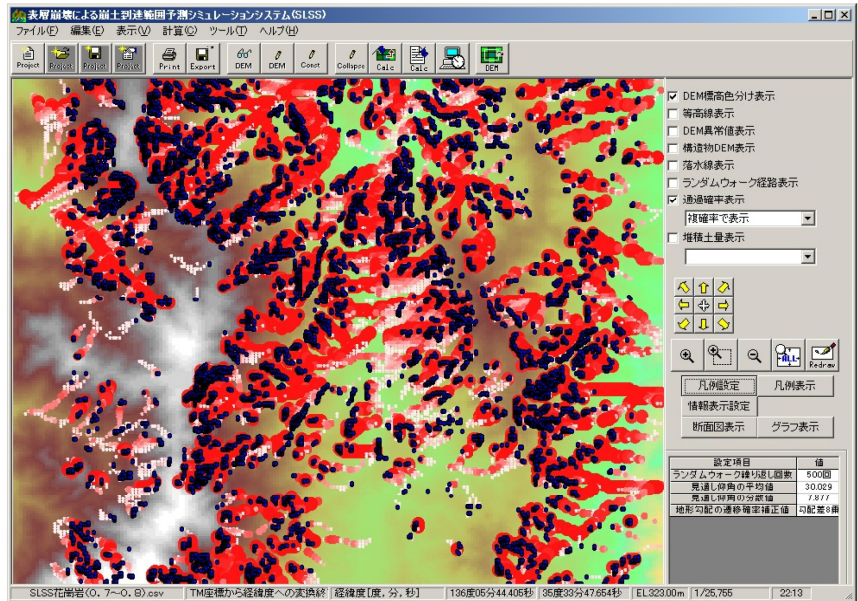 表層崩壊による崩土到達範囲予測シミュレーションシステム(SLSS)
ファイル(F) 編集(E) 表示(V) 計算(C) ツール(T) ヘルプ(H)
Project Project Project Project Print Export DEM DEM Const Collapse Calc Calc DEM
DEM標高色分け表示
等高線表示
DEM異常値表示
構造物DEM表示
落水線表示
ランダムウォーク経路表示
通過確率表示
複確率で表示
堆積土量表示
ALL Redraw
凡例設定 凡例表示
情報表示設定
断面図表示 グラフ表示
設定項目 値
ランダムウォーク繰り返し回数 500回
見通し仰角の平均値 30.029
見通し仰角の分散値 7.877
地形勾配の遷移確率補正値 勾配差8乗
SLSS花崗岩(0.7~0.8).csv TM座標から経緯度への変換終 経緯度[度,分,秒] 136度05分44.405秒 35度33分47.654秒 EL323.00m 1/25,755 22:13